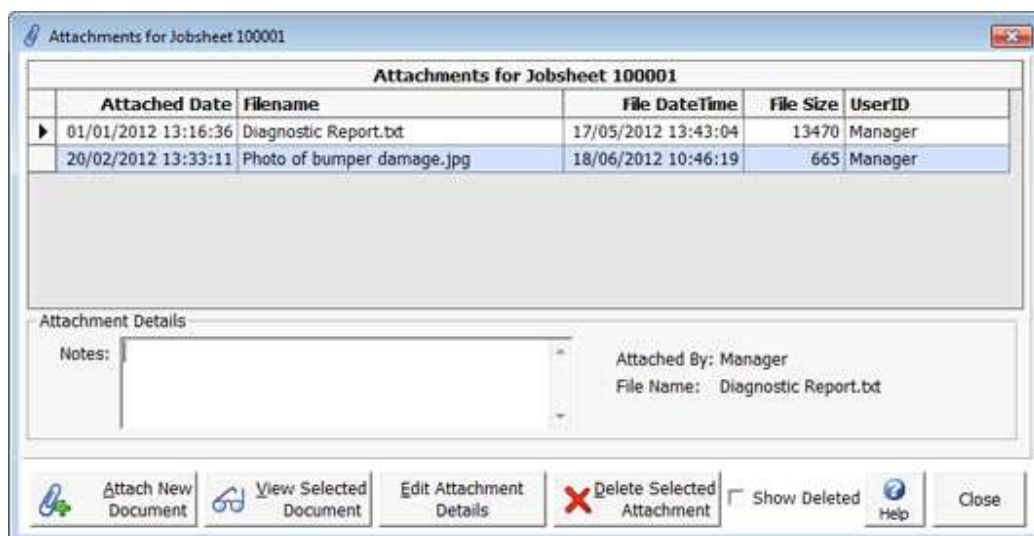 Attachments for Jobsheet 100001
Attachments for Jobsheet 100001
Attached Date Filename File DateTime File Size UserID
01/01/2012 13:16:36 Diagnostic Report.txt 17/05/2012 13:43:04 13470 Manager
20/02/2012 13:33:11 Photo of bumper damage.jpg 18/06/2012 10:46:19 665 Manager
Attachment Details
Notes:
Attached By: Manager
File Name: Diagnostic Report.txt
Attach New
Document
View Selected
Document
Edit Attachment
Details
Delete Selected
Attachment
Show Deleted
Help
Close